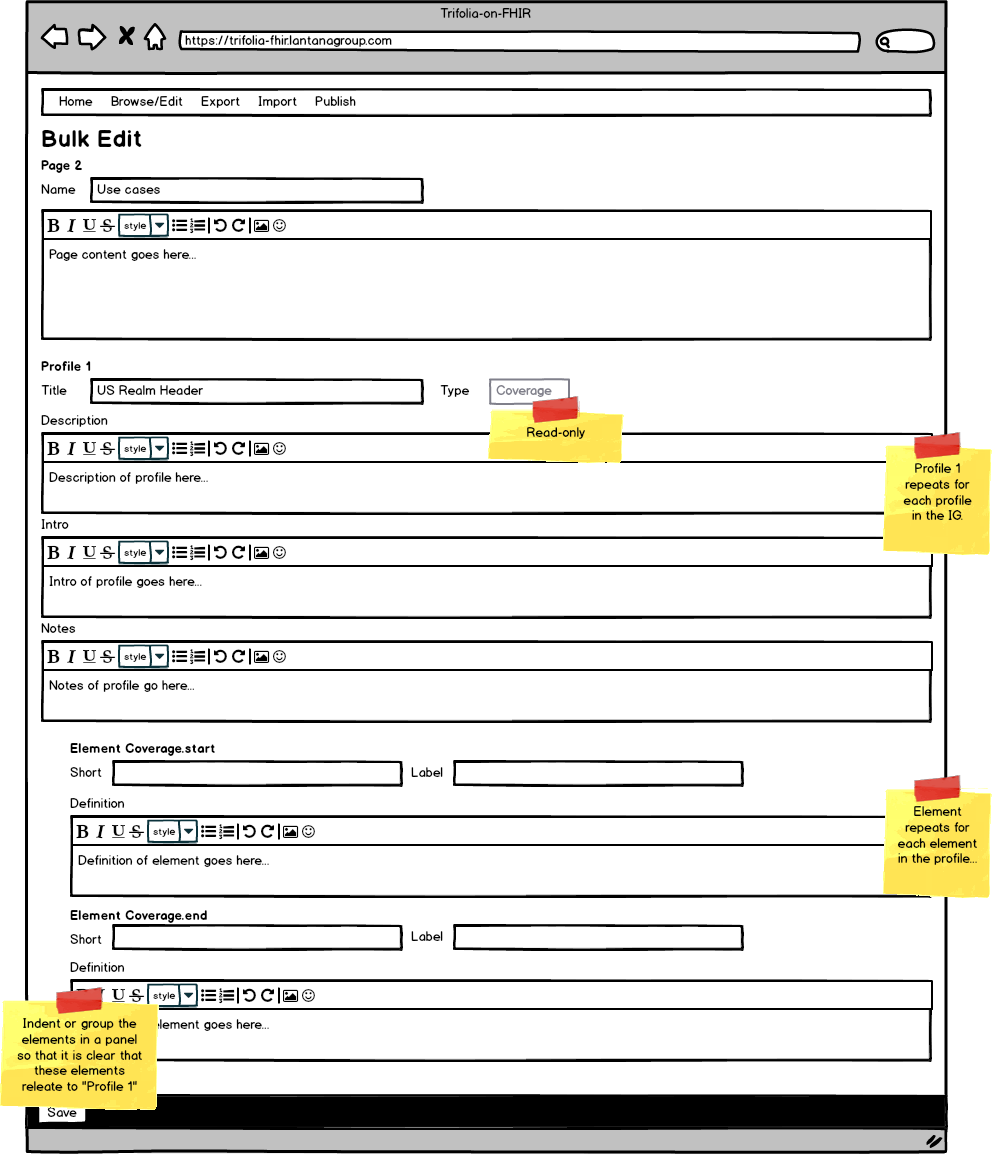 Trifolia-on-FHIR
https://trifolia-fhir.lantanagroup.com
Home Browse/Edit Export Import Publish
Bulk Edit
Page 2
Name Use cases
B I U S style
Page content goes here...
Profile 1
Title US Realm Header Type Coverage
Read-only
Description
B I U S style
Description of profile here...
Profile 1
repeats for
each profile
in the IG.
Intro
B I U S style
Intro of profile goes here...
Notes
B I U S style
Notes of profile go here...
Element Coverage.start
Short Label
Definition
B I U S style
Definition of element goes here...
Element
repeats for
each element
in the profile...
Element Coverage.end
Short Label
Definition
U S style
element goes here...
Indent or group the
elements in a panel
so that it is clear that
these elements
releate to "Profile 1"
Save